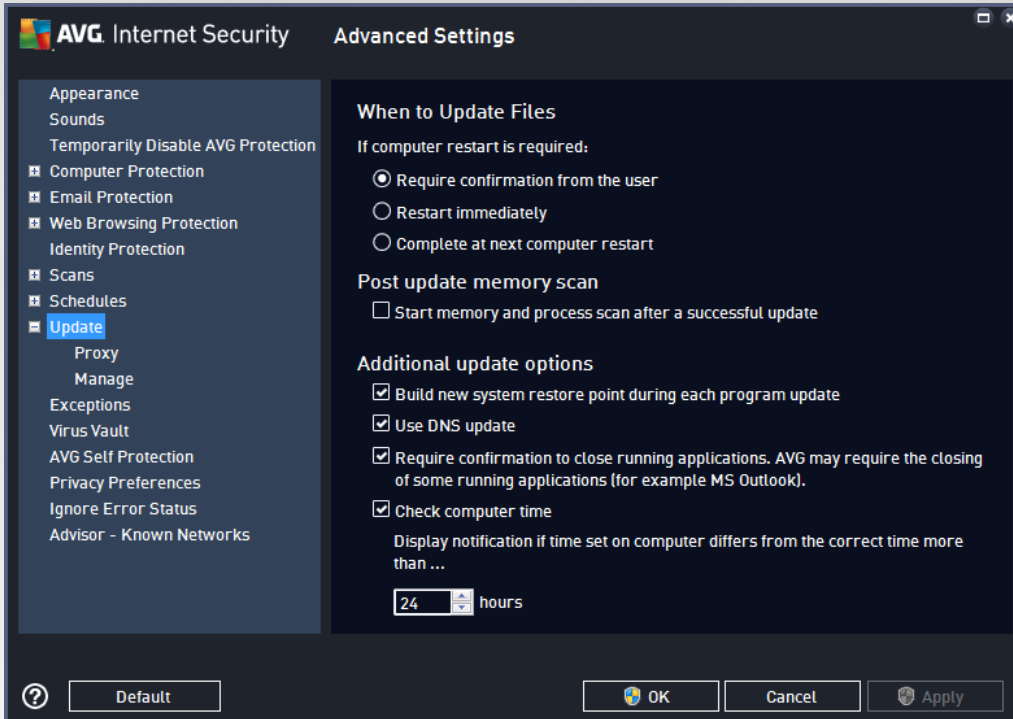 AVG. Internet Security
Advanced Settings
Appearance
Sounds
Temporarily Disable AVG Protection
Computer Protection
Email Protection
Web Browsing Protection
Identity Protection
Scans
Schedules
Update
Proxy
Manage
Exceptions
Virus Vault
AVG Self Protection
Privacy Preferences
Ignore Error Status
Advisor - Known Networks
When to Update Files
If computer restart is required:
Require confirmation from the user
Restart immediately
Complete at next computer restart
Post update memory scan
Start memory and process scan after a successful update
Additional update options
Build new system restore point during each program update
Use DNS update
Require confirmation to close running applications. AVG may require the closing
of some running applications (for example MS Outlook).
Check computer time
Display notification if time set on computer differs from the correct time more
than ...
24 hours
? Default OK Cancel Apply